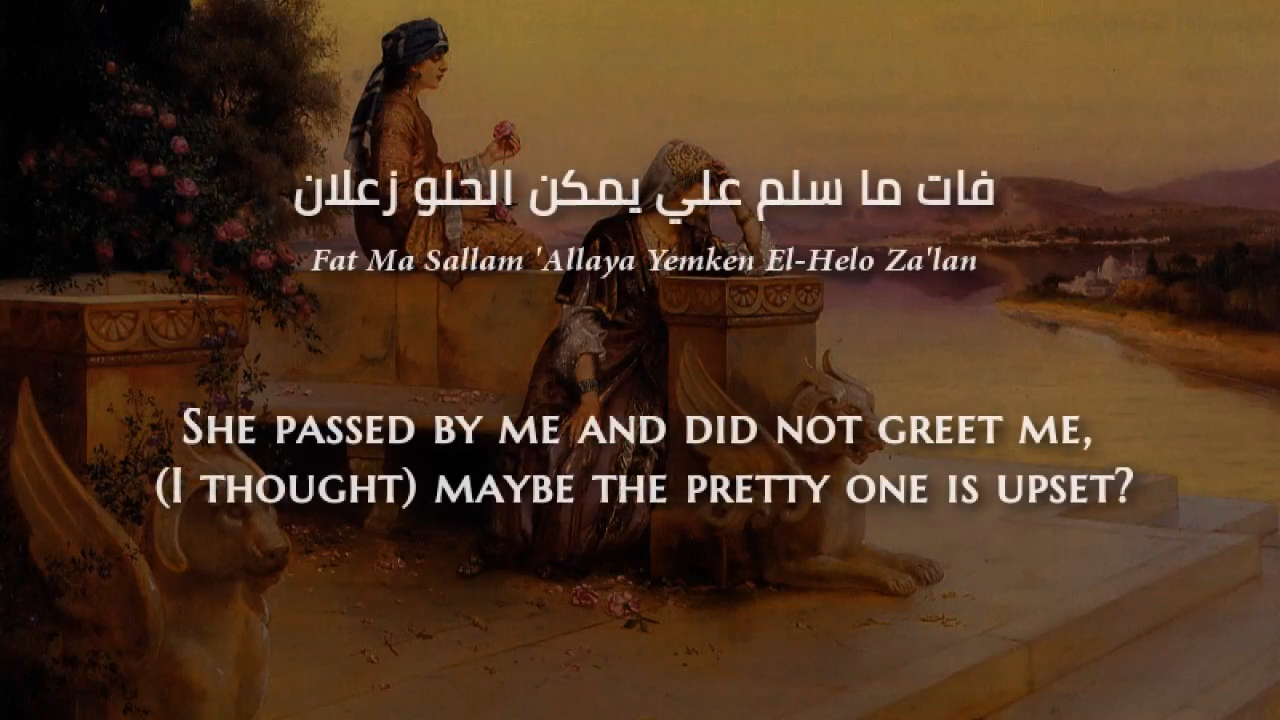 فات ما سلم علي يمكن الحلو زعلان
Fat Ma Sallam 'Allaya Yemken El-Helo Za'lan
She passed by me and did not greet me,
(I thought) maybe the pretty one is upset?